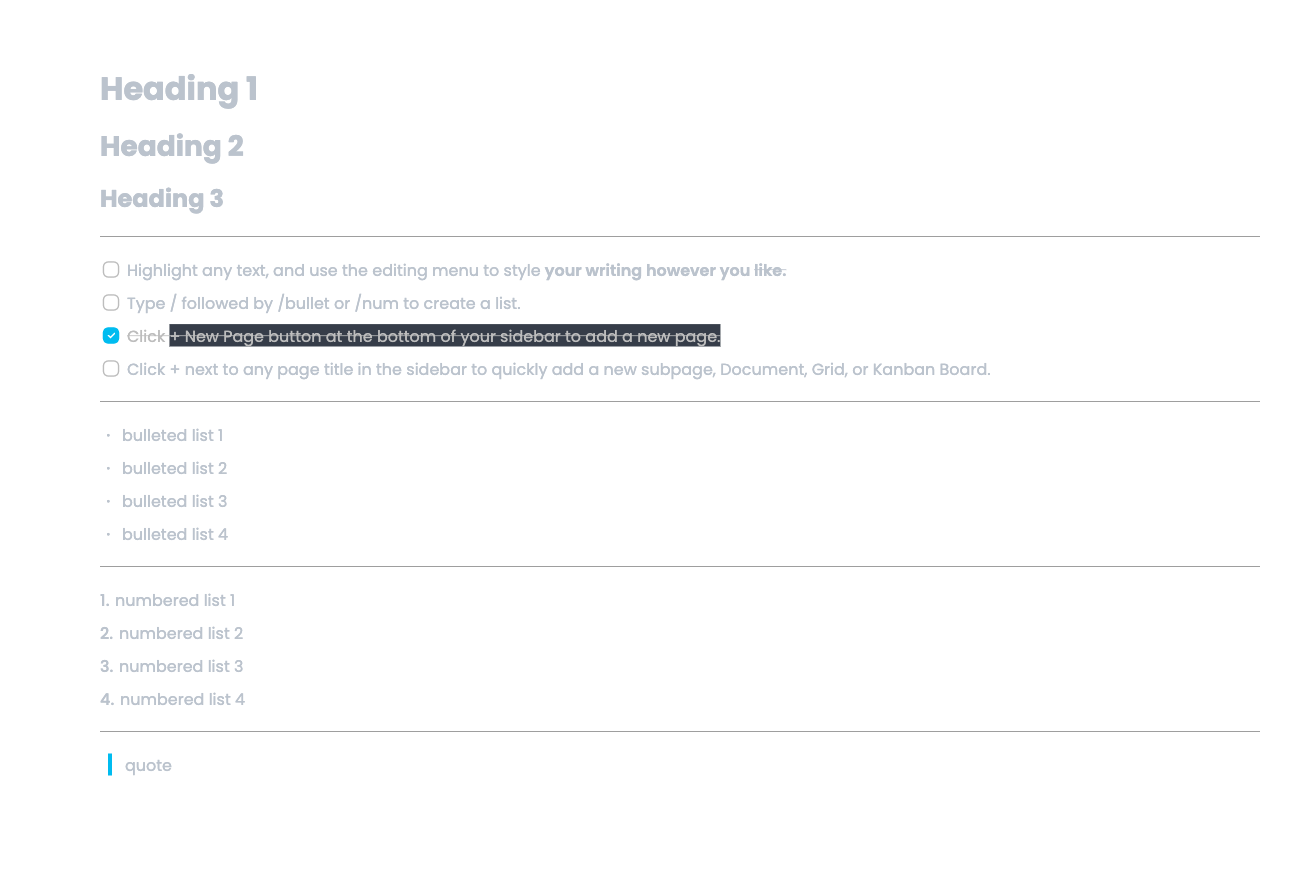 Heading 1
Heading 2
Heading 3
Highlight any text, and use the editing menu to style your writing however you like.
Type / followed by /bullet or /num to create a list.
Click + New Page button at the bottom of your sidebar to add a new page.
Click + next to any page title in the sidebar to quickly add a new subpage, Document, Grid, or Kanban Board.
· bulleted list 1
· bulleted list 2
· bulleted list 3
· bulleted list 4
1. numbered list 1
2. numbered list 2
3. numbered list 3
4. numbered list 4
quote